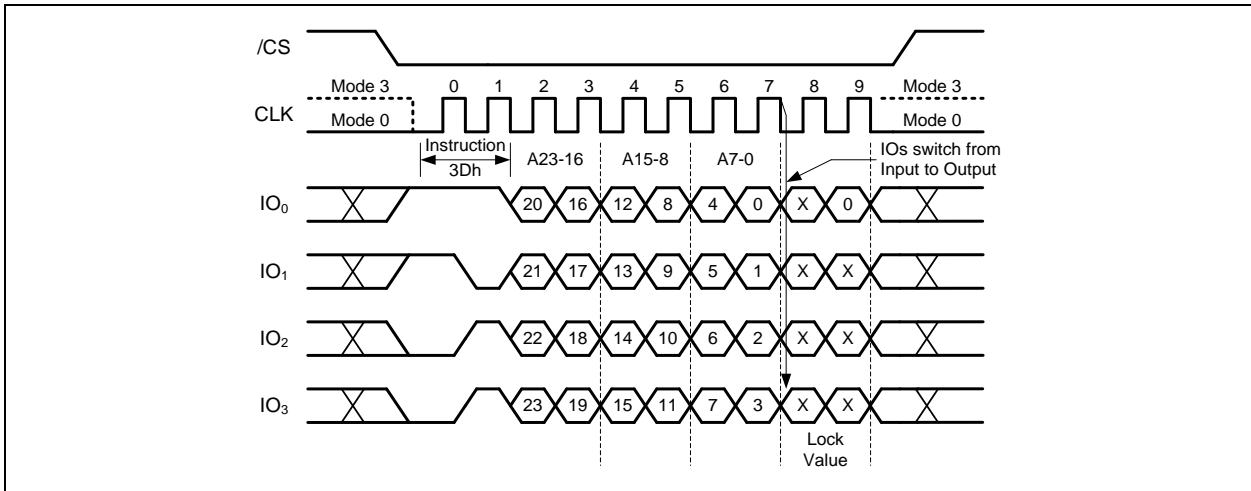 /CS
Mode 3 0 1 2 3 4 5 6 7 8 9 Mode 3
CLK
Mode 0 Mode 0
Instruction
3Dh
A23-16 A15-8 A7-0
IOs switch from
Input to Output
IO₀ 20 16 12 8 4 0 X 0
IO₁ 21 17 13 9 5 1 X X
IO₂ 22 18 14 10 6 2 X X
IO₃ 23 19 15 11 7 3 X X
Lock
Value